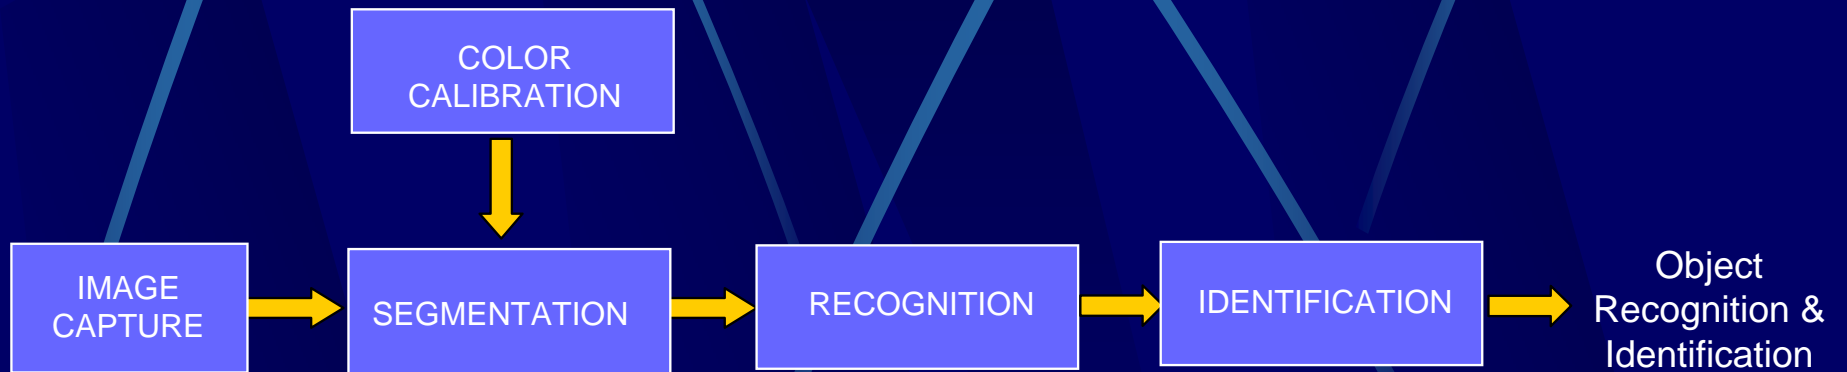 COLOR
CALIBRATION
IMAGE
CAPTURE
SEGMENTATION
RECOGNITION
IDENTIFICATION
Object
Recognition &
Identification